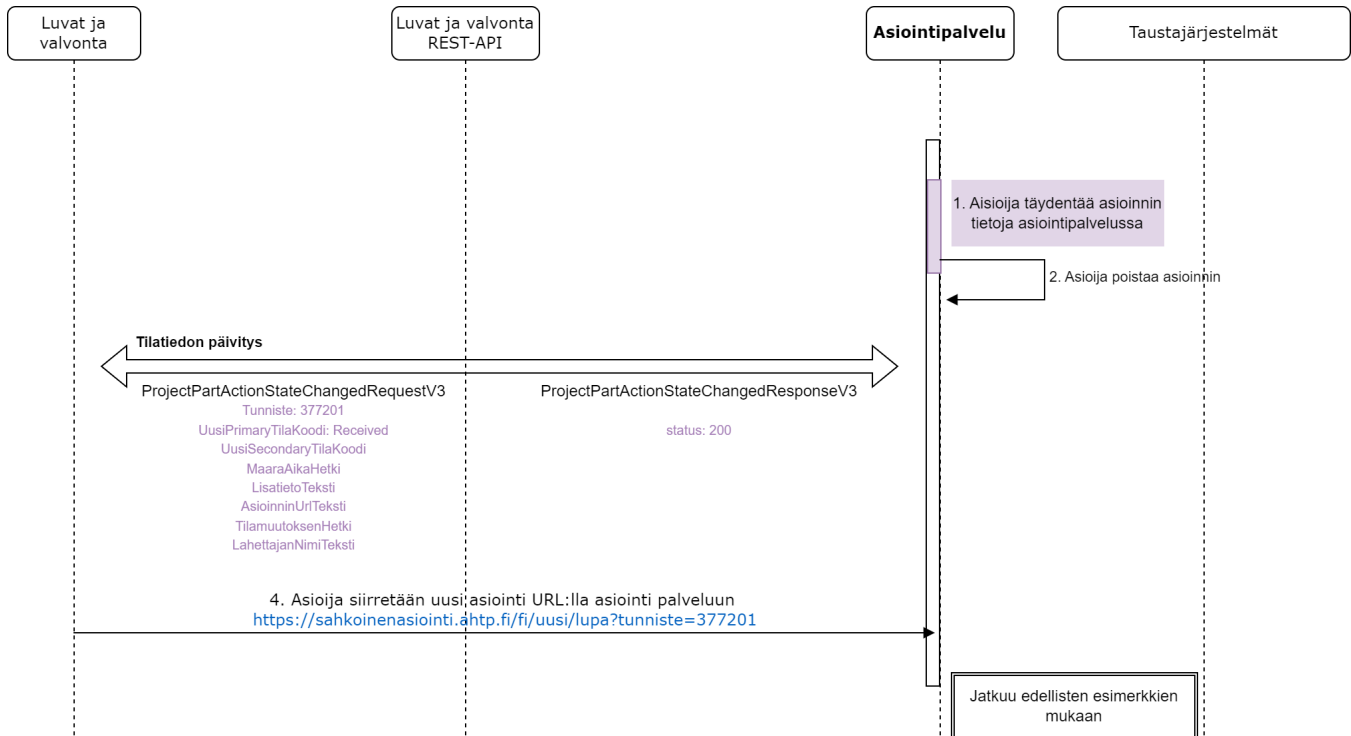 Luvat ja
valvonta
Luvat ja valvonta
REST-API
Asiointipalvelu
Taustajärjestelmät
1. Aisioija täydentää asioinnin
tietoja asiointipalvelussa
2. Asioija poistaa asioinnin
Tilatiedon päivitys
ProjectPartActionStateChangedRequestV3
Tunniste: 377201
UusiPrimaryTilaKoodi: Received
UusiSecondaryTilaKoodi
MaaraAikaHetki
LisatietoTeksti
AsioinninUrlTeksti
TilamuutoksenHetki
LahettajanNimiTeksti
ProjectPartActionStateChangedResponseV3
status: 200
4. Asioija siirretään uusi asiointi URL:lla asiointi palveluun
https://sahkoinenasiointi.ahtp.fi/fi/uusi/lupa?tunniste=377201
Jatkuu edellisten esimerkkien
mukaan